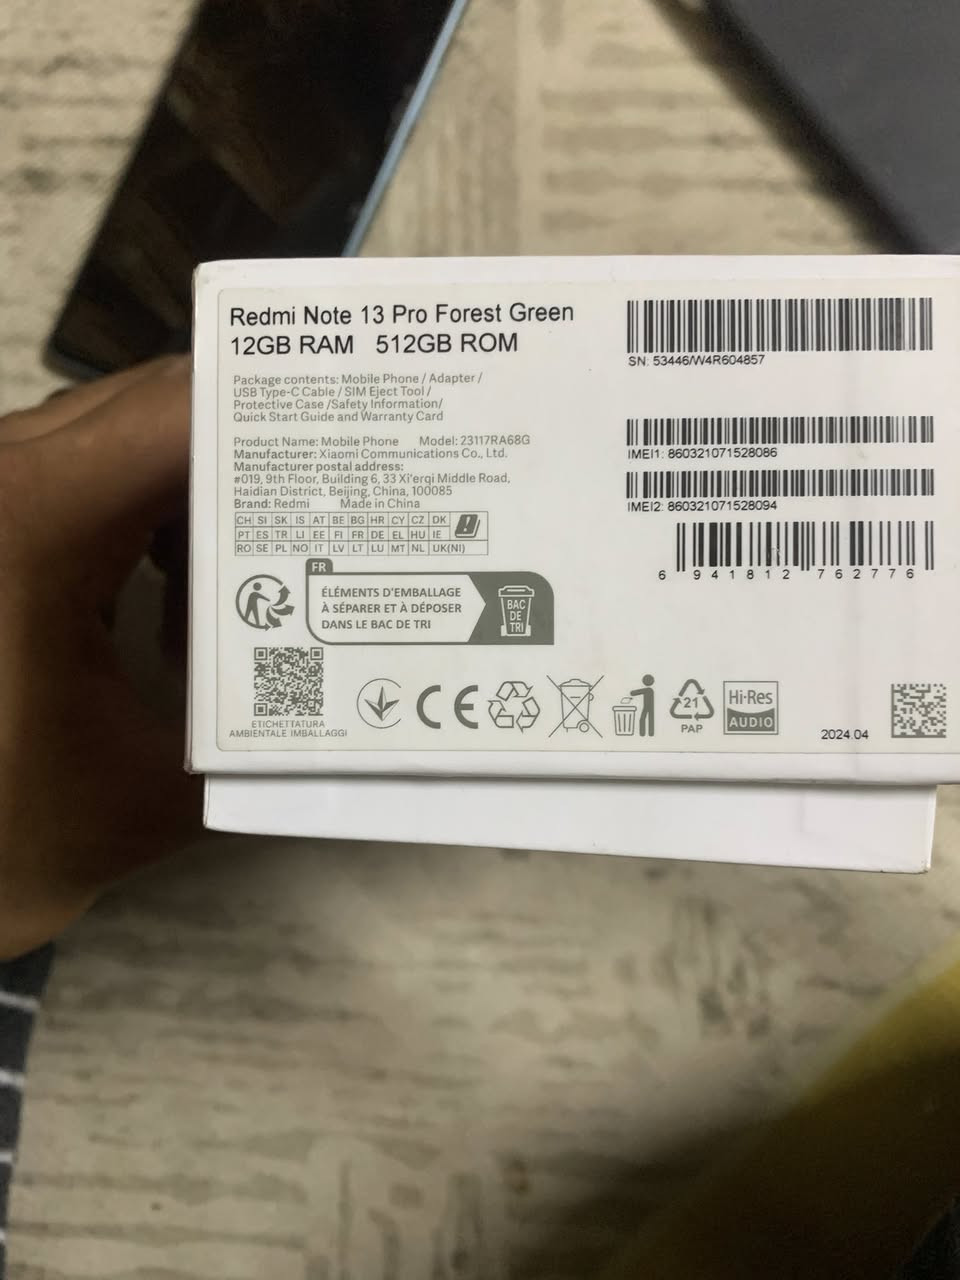 Redmi Note 13 Pro Forest Green
12GB RAM 512GB ROM
Package contents: Mobile Phone / Adapter /
USB Type-C Cable / SIM Eject Tool /
Protective Case /Safety Information/
Quick Start Guide and Warranty Card
Product Name: Mobile Phone Model: 23117RA68G
Manufacturer: Xiaomi Communications Co., Ltd.
Manufacturer postal address:
#019, 9th Floor, Building 6, 33 Xi'erqi Middle Road,
Haidian District, Beijing, China, 100085
Brand: Redmi Made in China
CH SI SK IS AT BE BG HR CY CZ DK
PT ES TR LI EE FI FR DE EL HU IE
RO SE PL NO IT LV LT LU MT NL UK(NI)
FR
ÉLÉMENTS D'EMBALLAGE
À SÉPARER ET À DÉPOSER
DANS LE BAC DE TRI
BAC
DE
TRI
ETICHETTATURA
AMBIENTALE IMBALLAGGI
CE
21
PAP
Hi-Res
AUDIO
2024.04
SN: 53446/W4R604857
IMEI1: 860321071528086
IMEI2: 860321071528094
6 941812 762776